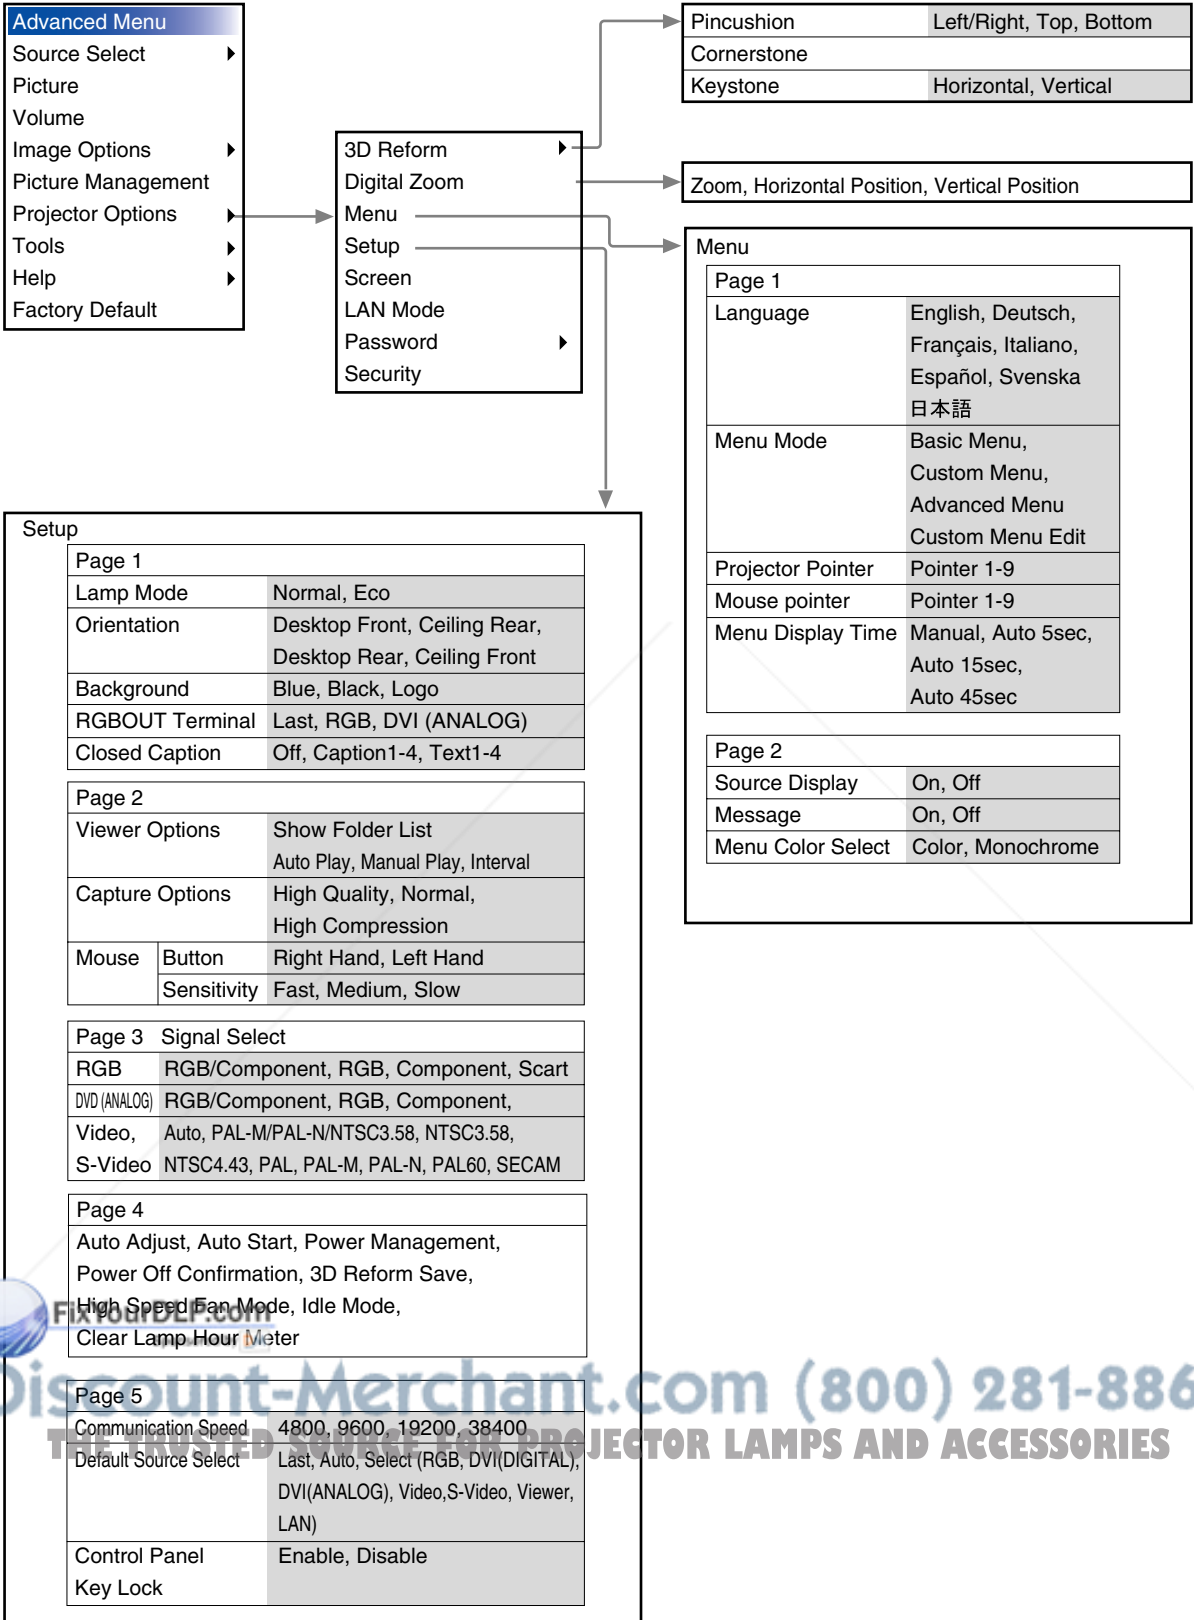 Advanced Menu
Source Select
Picture
Volume
Image Options
Picture Management
Projector Options
Tools
Help
Factory Default
3D Reform
Digital Zoom
Menu
Setup
Screen
LAN Mode
Password
Security
Pincushion Left/Right, Top, Bottom
Cornerstone
Keystone Horizontal, Vertical
Zoom, Horizontal Position, Vertical Position
Menu
Page 1
Language English, Deutsch,
Français, Italiano,
Español, Svenska
日本語
Menu Mode Basic Menu,
Custom Menu,
Advanced Menu
Custom Menu Edit
Projector Pointer Pointer 1-9
Mouse pointer Pointer 1-9
Menu Display Time Manual, Auto 5sec,
Auto 15sec,
Auto 45sec
Page 2
Source Display On, Off
Message On, Off
Menu Color Select Color, Monochrome
Setup
Page 1
Lamp Mode Normal, Eco
Orientation Desktop Front, Ceiling Rear,
Desktop Rear, Ceiling Front
Background Blue, Black, Logo
RGBOUT Terminal Last, RGB, DVI (ANALOG)
Closed Caption Off, Caption1-4, Text1-4
Page 2
Viewer Options Show Folder List
Auto Play, Manual Play, Interval
Capture Options High Quality, Normal,
High Compression
Mouse Button Right Hand, Left Hand
Sensitivity Fast, Medium, Slow
Page 3 Signal Select
RGB RGB/Component, RGB, Component, Scart
DVD (ANALOG) RGB/Component, RGB, Component,
Video, Auto, PAL-M/PAL-N/NTSC3.58, NTSC3.58,
S-Video NTSC4.43, PAL, PAL-M, PAL-N, PAL60, SECAM
Page 4
Auto Adjust, Auto Start, Power Management,
Power Off Confirmation, 3D Reform Save,
High Speed Fan Mode, Idle Mode,
Clear Lamp Hour Meter
FixYourDLP.com
Discount-Merchant.com (800) 281-886
THE TRUSTED SOURCE FOR PROJECTOR LAMPS AND ACCESSORIES
Page 5
Communication Speed 4800, 9600, 19200, 38400
Default Source Select Last, Auto, Select (RGB, DVI(DIGITAL),
DVI(ANALOG), Video,S-Video, Viewer,
LAN)
Control Panel Enable, Disable
Key Lock